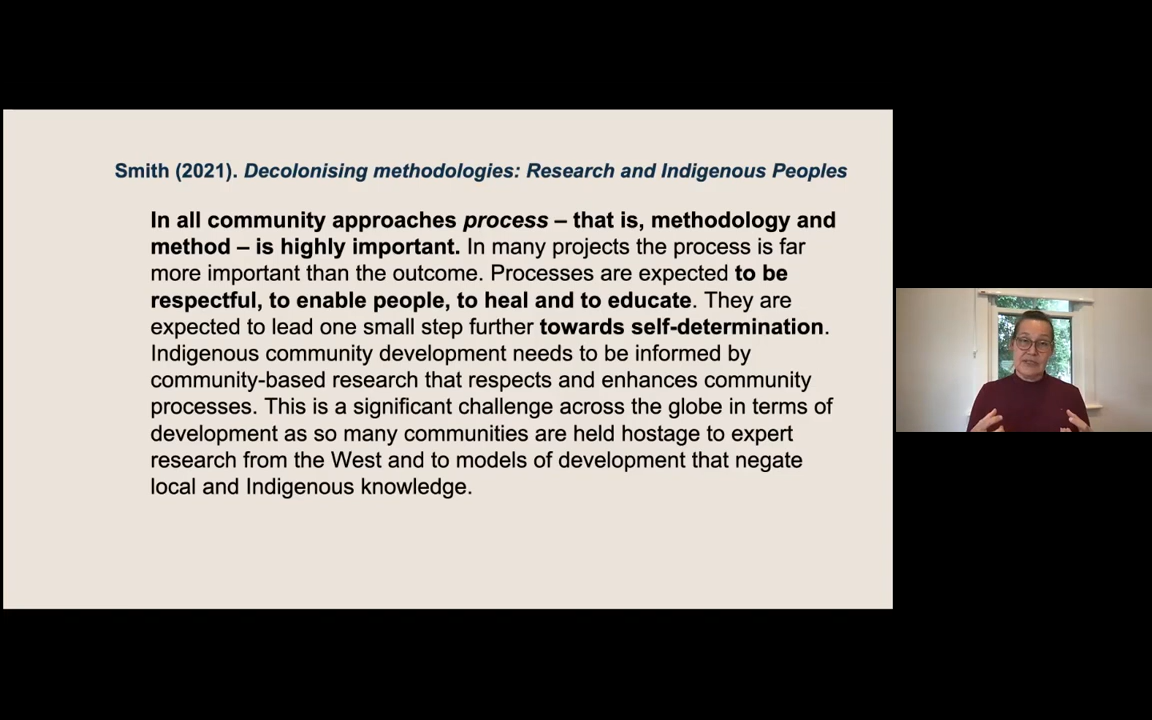 Smith (2021). Decolonising methodologies: Research and Indigenous Peoples
In all community approaches process – that is, methodology and
method – is highly important. In many projects the process is far
more important than the outcome. Processes are expected to be
respectful, to enable people, to heal and to educate. They are
expected to lead one small step further towards self-determination.
Indigenous community development needs to be informed by
community-based research that respects and enhances community
processes. This is a significant challenge across the globe in terms of
development as so many communities are held hostage to expert
research from the West and to models of development that negate
local and Indigenous knowledge.